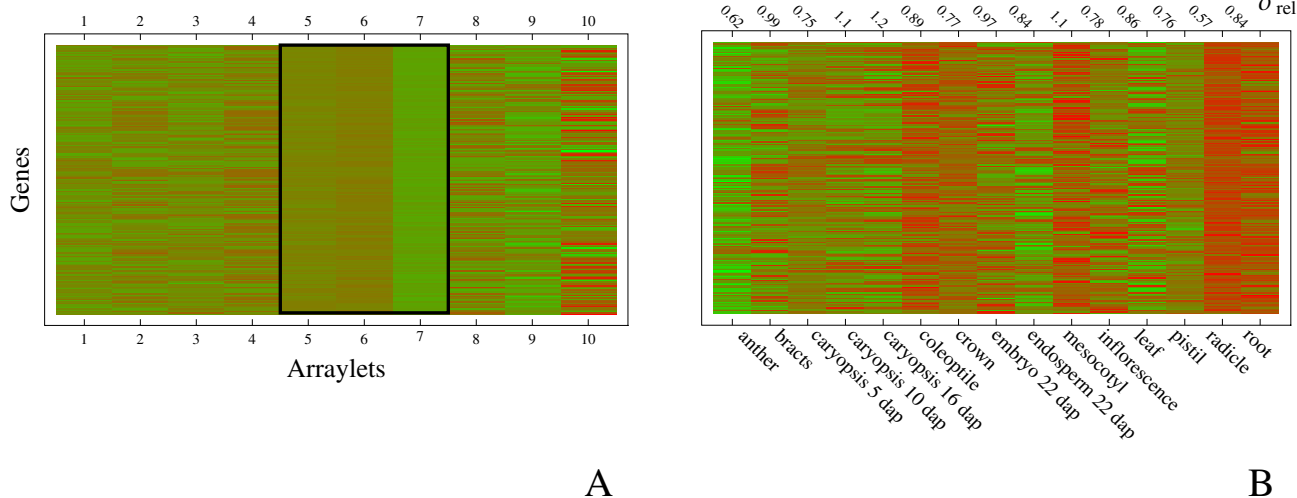 1 2 3 4 5 6 7 8 9 10
Genes
1 2 3 4 5 6 7 8 9 10
Arraylets
A
0.62 0.99 0.75 1.1 1.2 0.89 0.77 0.97 0.84 1.1 0.78 0.86 0.76 0.57 0.84 σ rel
anther
bracts
caryopsis 5 dap
caryopsis 10 dap
caryopsis 16 dap
coleoptile
crown
embryo 22 dap
endosperm 22 dap
mesocotyl
inflorescence
leaf
pistil
radicle
root
B